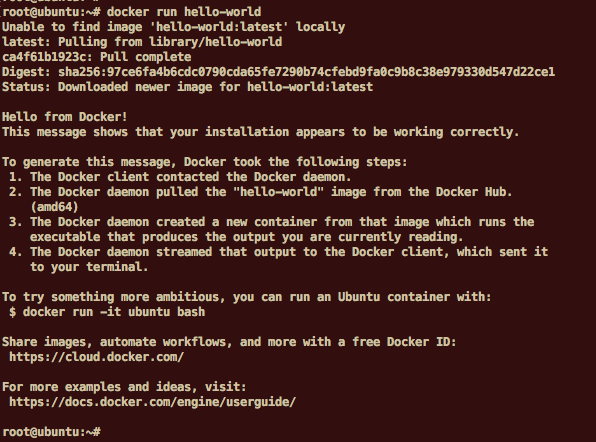 root@ubuntu:~# docker run hello-world
Unable to find image 'hello-world:latest' locally
latest: Pulling from library/hello-world
ca4f61b1923c: Pull complete
Digest: sha256:97ce6fa4b6cdc0790cda65fe7290b74cfebd9fa0c9b8c38e979330d547d22ce1
Status: Downloaded newer image for hello-world:latest
Hello from Docker!
This message shows that your installation appears to be working correctly.
To generate this message, Docker took the following steps:
1. The Docker client contacted the Docker daemon.
2. The Docker daemon pulled the "hello-world" image from the Docker Hub.
(amd64)
3. The Docker daemon created a new container from that image which runs the
executable that produces the output you are currently reading.
4. The Docker daemon streamed that output to the Docker client, which sent it
to your terminal.
To try something more ambitious, you can run an Ubuntu container with:
$ docker run -it ubuntu bash
Share images, automate workflows, and more with a free Docker ID:
https://cloud.docker.com/
For more examples and ideas, visit:
https://docs.docker.com/engine/userguide/
root@ubuntu:~#